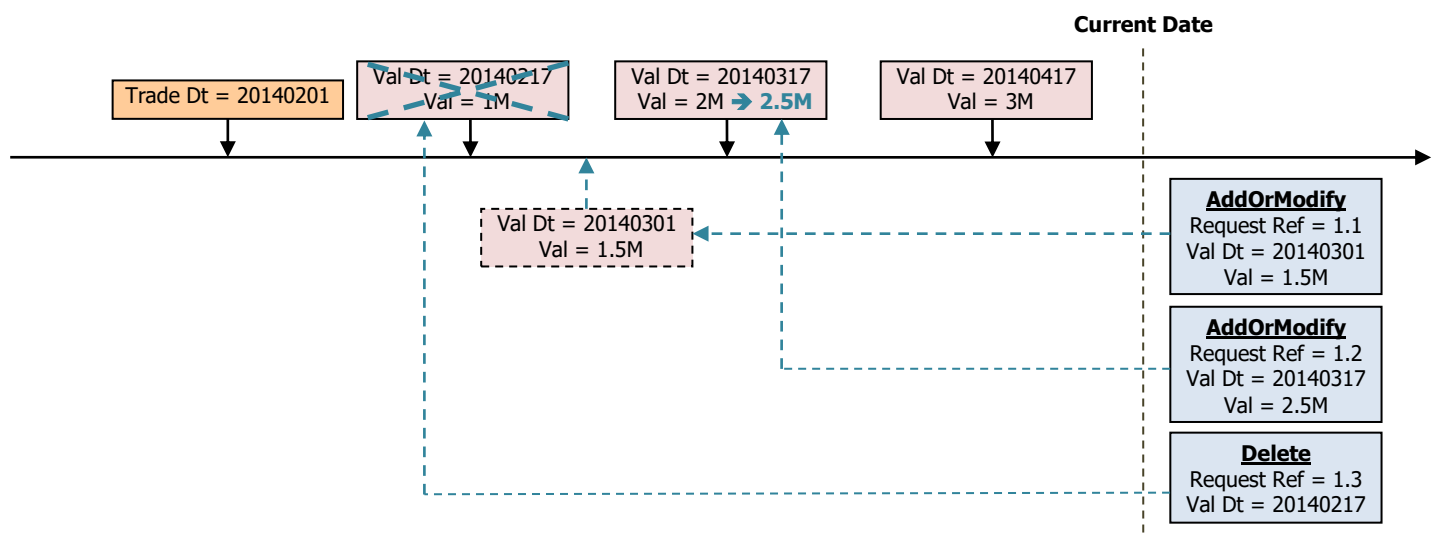 Current Date
Trade Dt = 20140201
Val Dt = 20140217
Val = 1M
Val Dt = 20140317
Val = 2M ➔ 2.5M
Val Dt = 20140417
Val = 3M
Val Dt = 20140301
Val = 1.5M
AddOrModify
Request Ref = 1.1
Val Dt = 20140301
Val = 1.5M
AddOrModify
Request Ref = 1.2
Val Dt = 20140317
Val = 2.5M
Delete
Request Ref = 1.3
Val Dt = 20140217